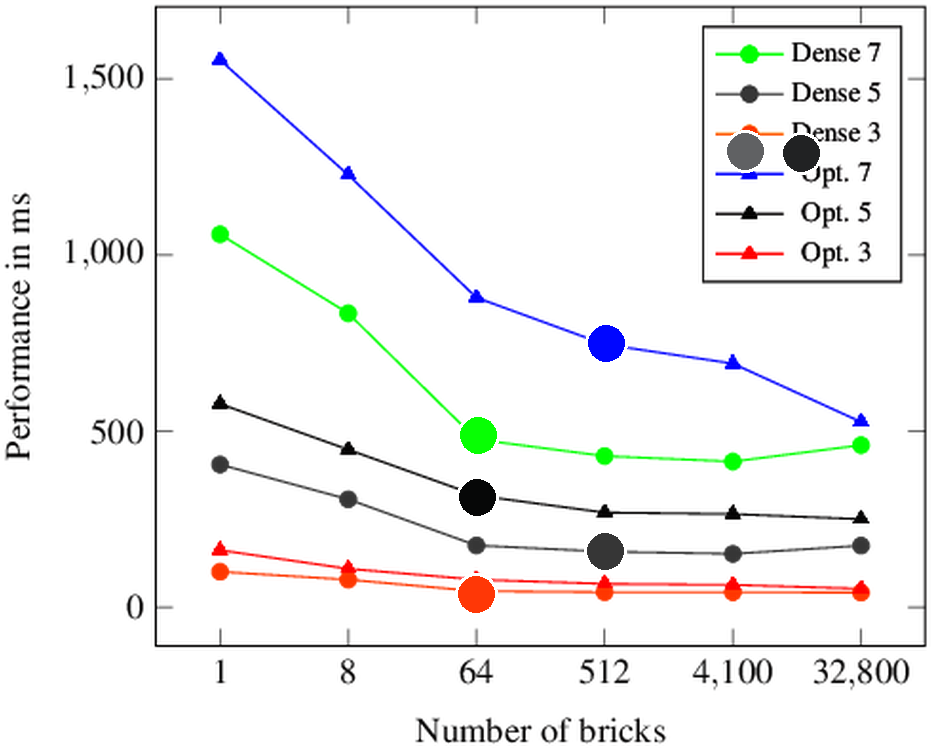 1,500
1,000
500
0
Performance in ms
1
8
64
512
4,100
32,800
Number of bricks
Dense 7
Dense 5
Dense 3
Opt. 7
Opt. 5
Opt. 3